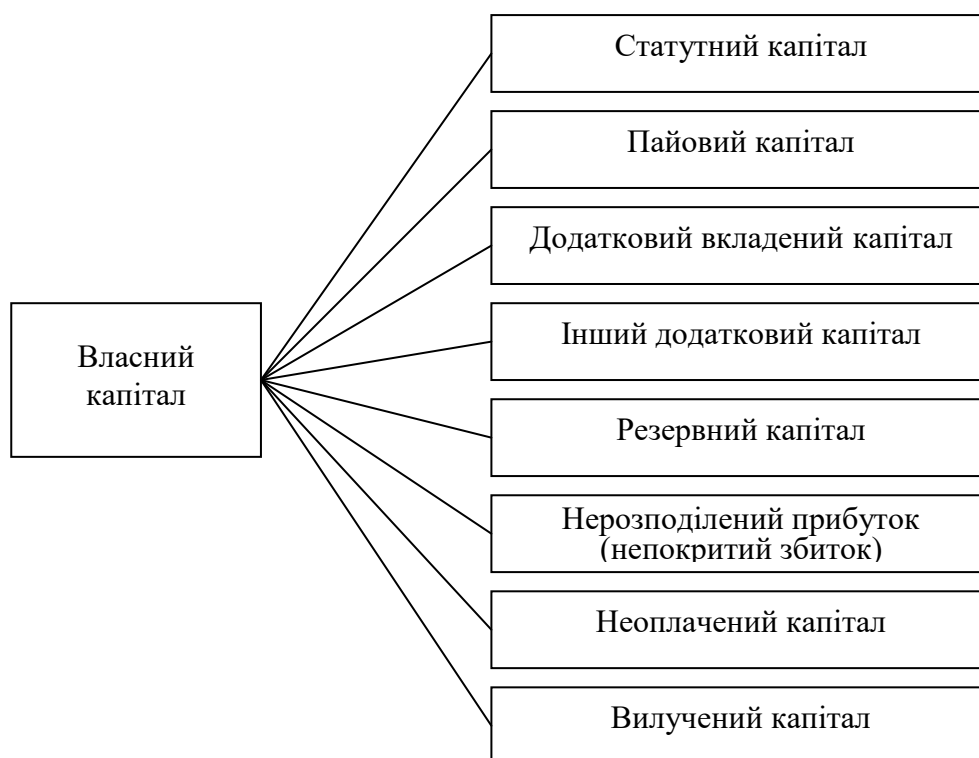 Статутний капітал
Пайовий капітал
Додатковий вкладений капітал
Інший додатковий капітал
Власний
капітал
Резервний капітал
Нерозподілений прибуток
(непокритий збиток)
Неоплачений капітал
Вилучений капітал